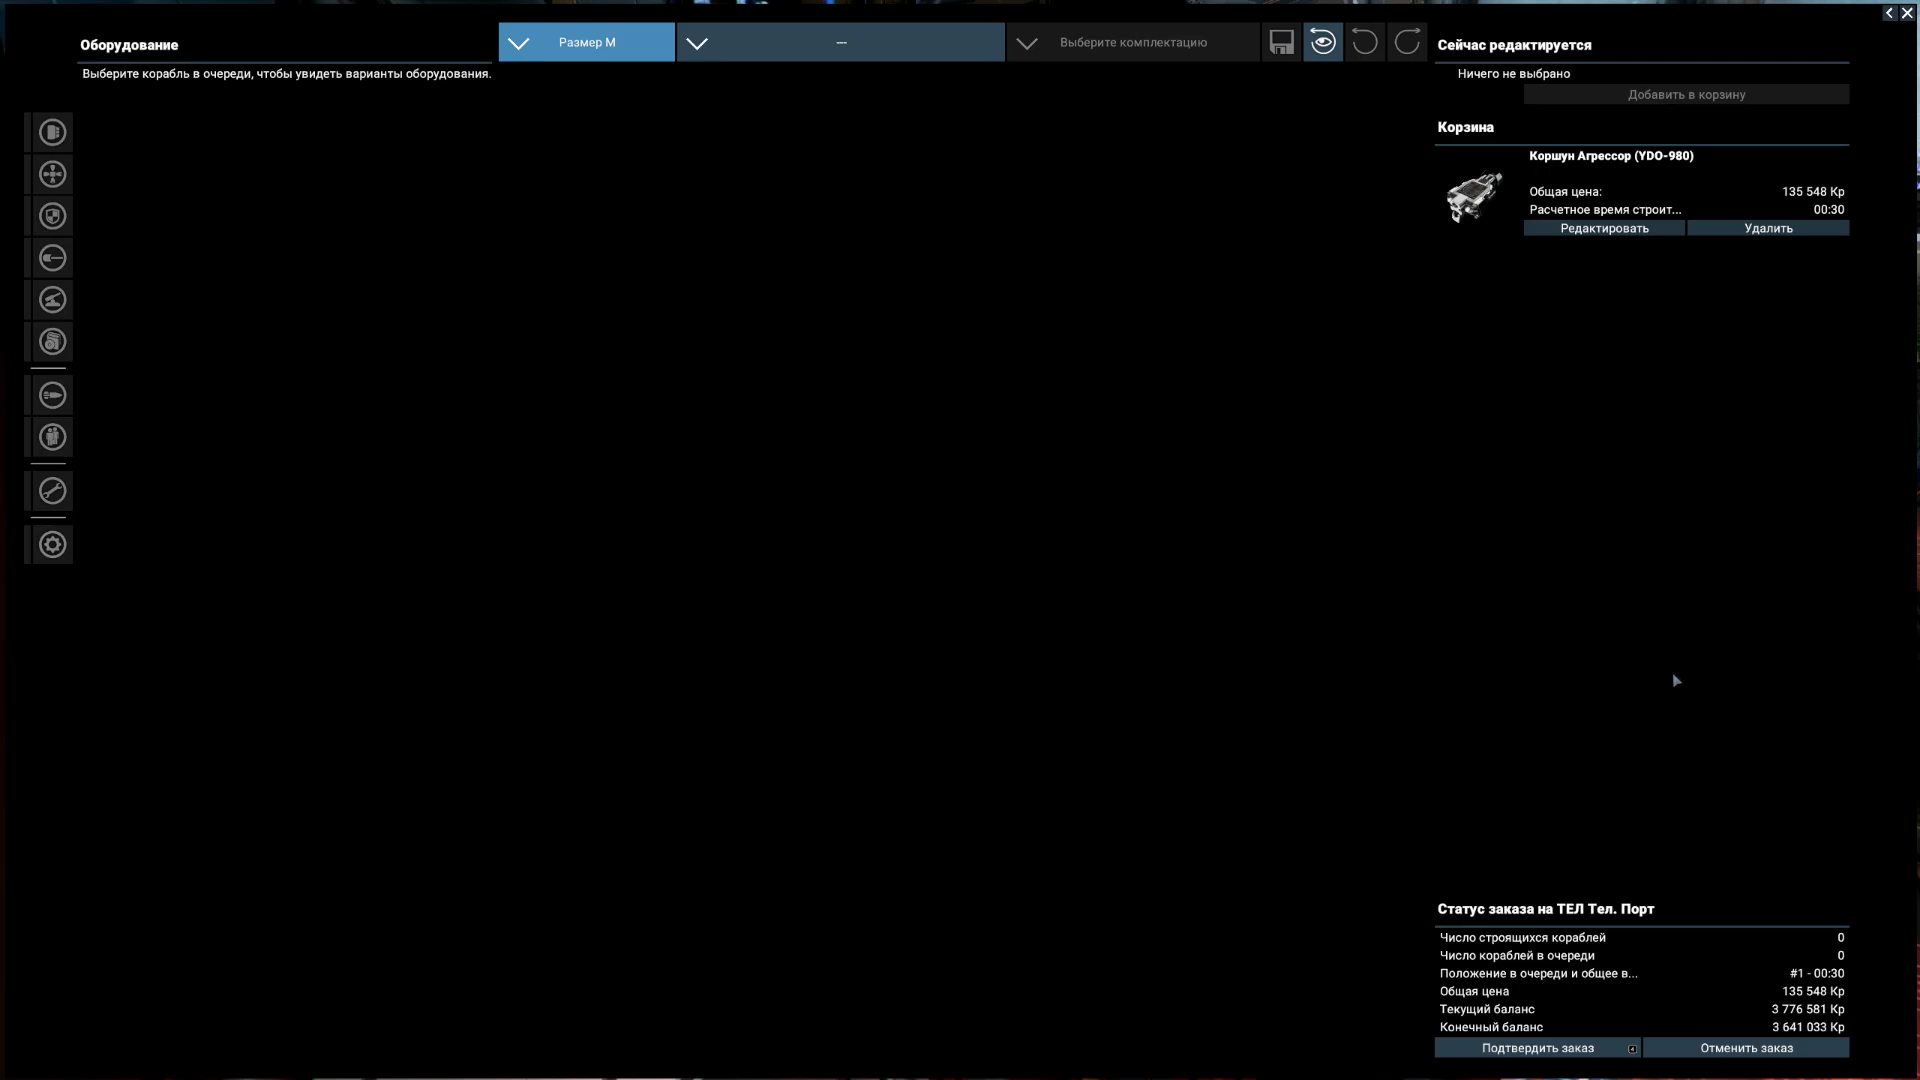 Оборудование
Выберите корабль в очереди, чтобы увидеть варианты оборудования.
Размер M
---
Выберите комплектацию
Сейчас редактируется
Ничего не выбрано
Добавить в корзину
Корзина
Коршун Агрессор (YDO-980)
Общая цена: 135 548 Кр
Расчетное время строит... 00:30
Редактировать Удалить
Статус заказа на ТЕЛ Тел. Порт
Число строящихся кораблей 0
Число кораблей в очереди 0
Положение в очереди и общее в... #1 - 00:30
Общая цена 135 548 Кр
Текущий баланс 3 776 581 Кр
Конечный баланс 3 641 033 Кр
Подтвердить заказ Отменить заказ